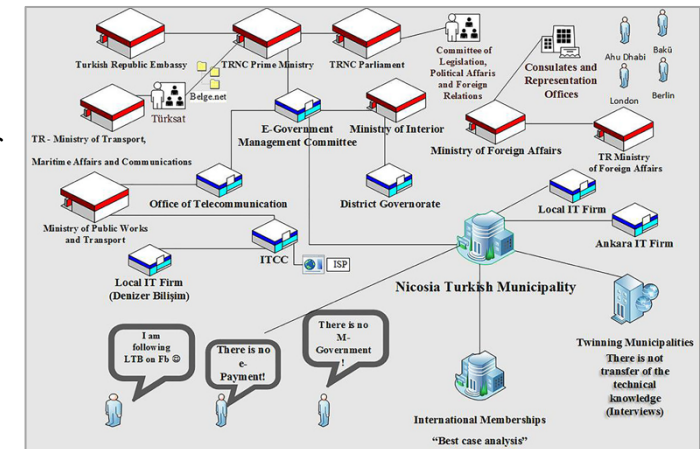 Turkish Republic Embassy
TRNC Prime Ministry
TRNC Parliament
Committee of
Legislation,
Political Affaris
and Foreign
Relations
Consulates and
Representation
Offices
Ahu Dhabi
Bakü
London
Berlin
Türksat
Belge.net
TR - Ministry of Transport,
Maritime Affairs and Communications
E-Government
Management Committee
Ministry of Interior
Ministry of Foreign Affairs
TR Ministry
of Foreign Affairs
Office of Telecommunication
District Governorate
Local IT Firm
Ministry of Public Works
and Transport
ITCC
ISP
Ankara IT Firm
Local IT Firm
(Denizer Bilişim)
Nicosia Turkish Municipality
Twinning Municipalities
There is not
transfer of the
technical
knowledge
(Interviews)
I am
following
LTB on Fb ☺
There is no
e-
Payment!
There is no
M-
Government
!
International Memberships
“Best case analysis”